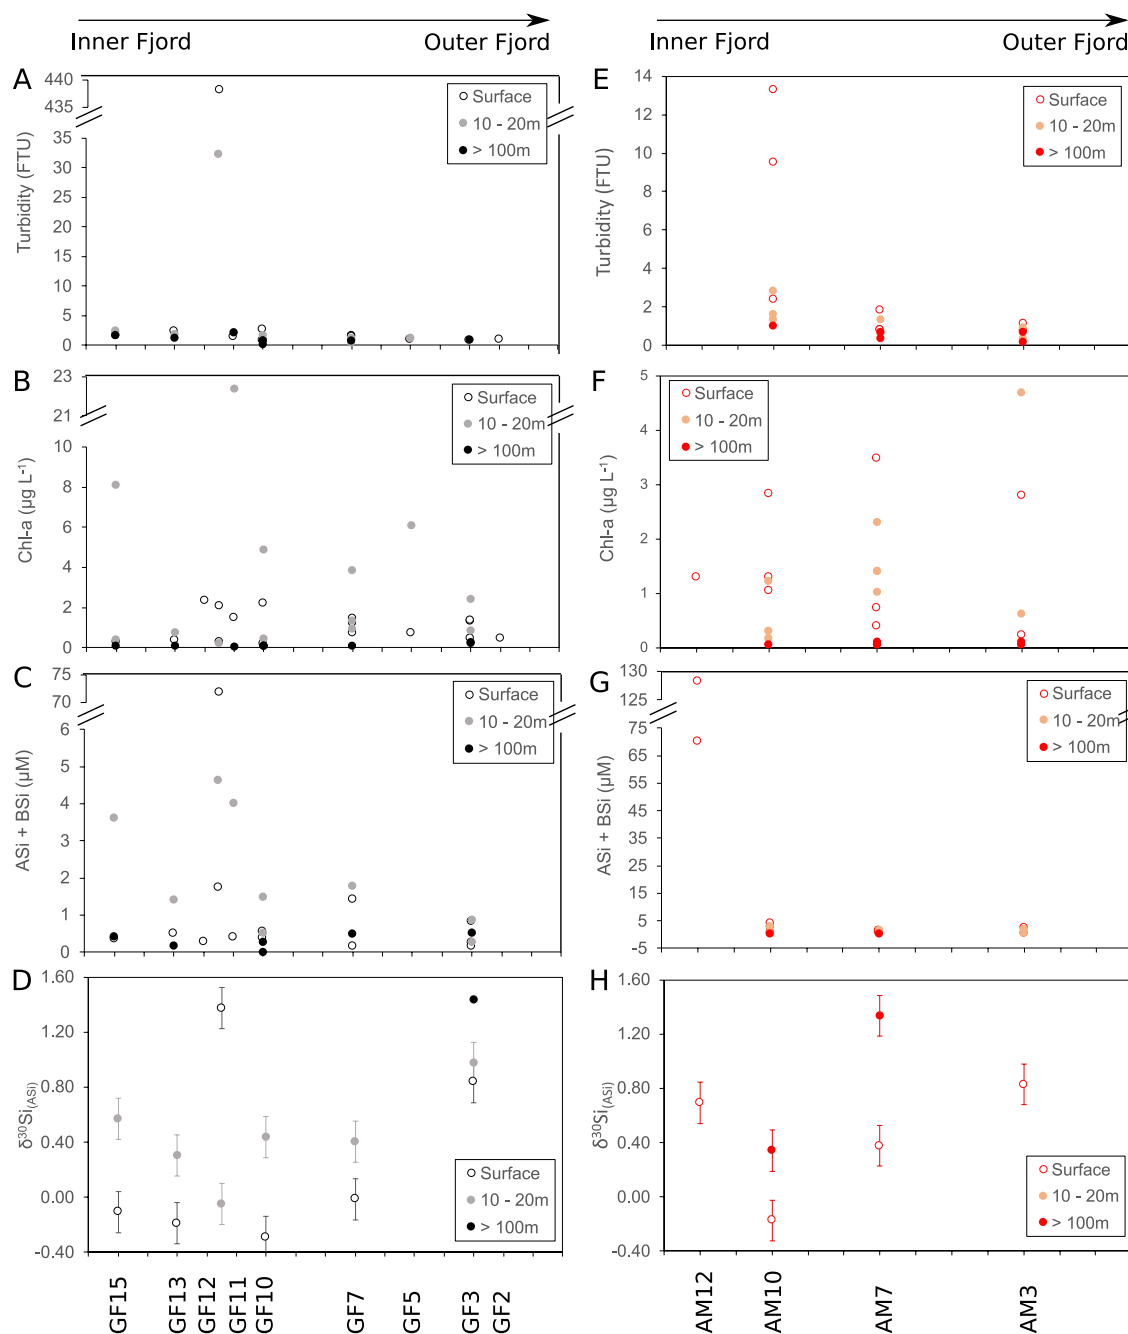 Inner Fjord Outer Fjord
Inner Fjord Outer Fjord
A
Turbidity (FTU)
440
435
35
30
25
20
15
10
5
0
Surface
10 - 20m
> 100m
E
Turbidity (FTU)
14
12
10
8
6
4
2
0
Surface
10 - 20m
> 100m
B
Chl-a (µg L⁻¹)
23
21
10
8
6
4
2
0
Surface
10 - 20m
> 100m
F
Chl-a (µg L⁻¹)
5
4
3
2
1
0
Surface
10 - 20m
> 100m
C
ASi + BSi (µM)
75
70
6
5
4
3
2
1
0
Surface
10 - 20m
> 100m
G
ASi + BSi (µM)
130
125
75
65
55
45
35
25
15
5
-5
Surface
10 - 20m
> 100m
D
δ³⁰Si(ASi)
1.60
1.20
0.80
0.40
0.00
-0.40
Surface
10 - 20m
> 100m
H
δ³⁰Si(ASi)
1.60
1.20
0.80
0.40
0.00
-0.40
Surface
10 - 20m
> 100m
GF15
GF13
GF12
GF11
GF10
GF7
GF5
GF3
GF2
AM12
AM10
AM7
AM3